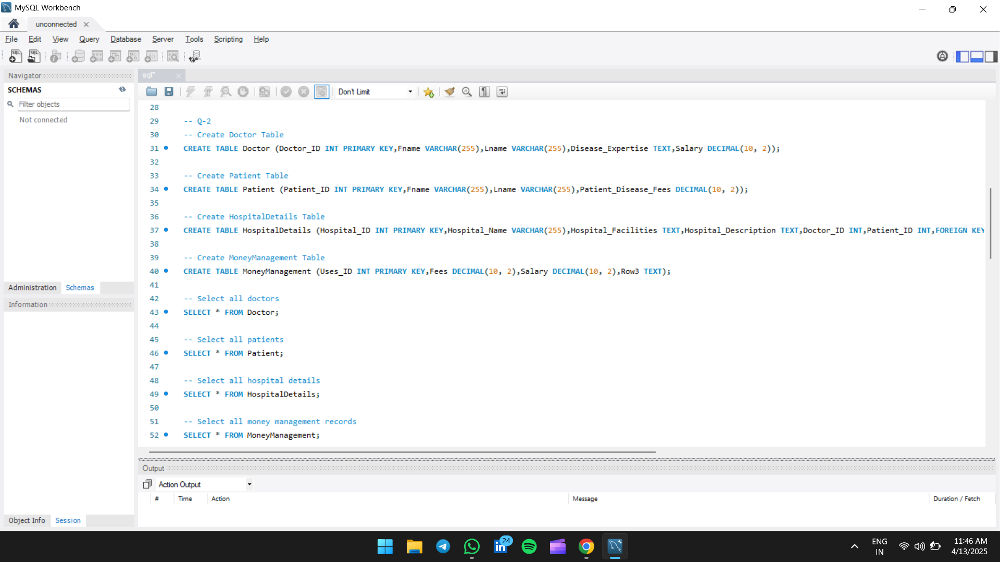 MySQL Workbench
unconnected
File Edit View Query Database Server Tools Scripting Help
SQL SQL
Navigator
SCHEMAS
Filter objects
Not connected
Administration Schemas
Information
Object Info Session
sql*
Don't Limit
28
29 -- Q-2
30 -- Create Doctor Table
31 CREATE TABLE Doctor (Doctor_ID INT PRIMARY KEY,Fname VARCHAR(255),Lname VARCHAR(255),Disease_Expertise TEXT,Salary DECIMAL(10, 2));
32
33 -- Create Patient Table
34 CREATE TABLE Patient (Patient_ID INT PRIMARY KEY,Fname VARCHAR(255),Lname VARCHAR(255),Patient_Disease_Fees DECIMAL(10, 2));
35
36 -- Create HospitalDetails Table
37 CREATE TABLE HospitalDetails (Hospital_ID INT PRIMARY KEY,Hospital_Name VARCHAR(255),Hospital_Facilities TEXT,Hospital_Description TEXT,Doctor_ID INT,Patient_ID INT,FOREIGN KEY
38
39 -- Create MoneyManagement Table
40 CREATE TABLE MoneyManagement (Uses_ID INT PRIMARY KEY,Fees DECIMAL(10, 2),Salary DECIMAL(10, 2),Row3 TEXT);
41
42 -- Select all doctors
43 SELECT * FROM Doctor;
44
45 -- Select all patients
46 SELECT * FROM Patient;
47
48 -- Select all hospital details
49 SELECT * FROM HospitalDetails;
50
51 -- Select all money management records
52 SELECT * FROM MoneyManagement;
Output
Action Output
# Time Action Message Duration / Fetch
24
ENG
IN
11:46 AM
4/13/2025